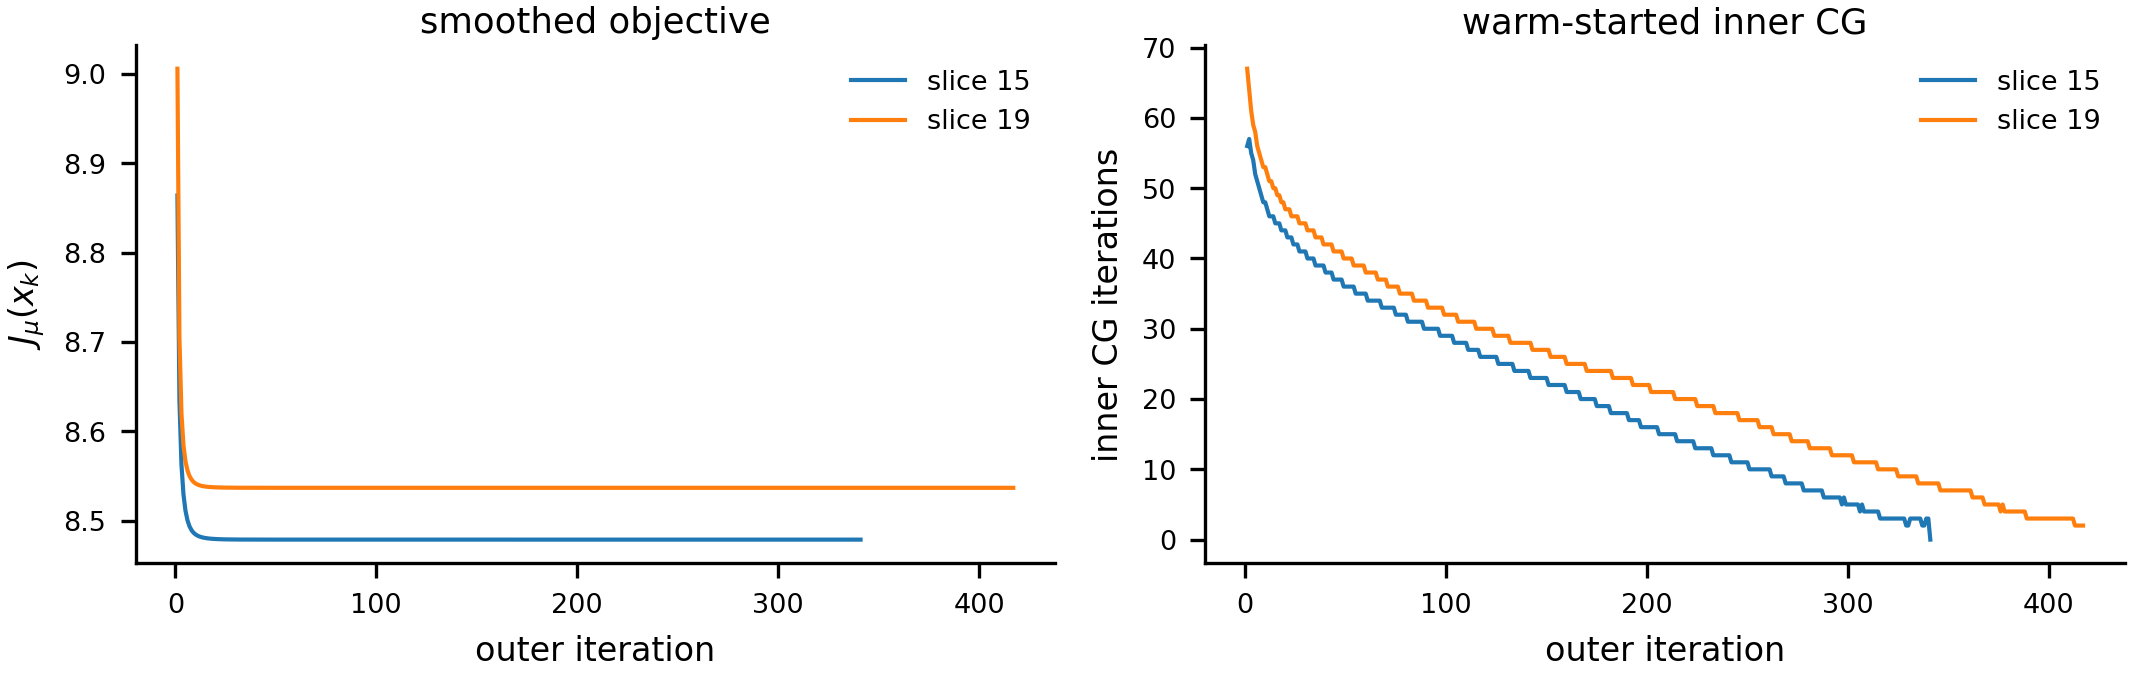 smoothed objective
9.0
8.9
8.8
8.7
8.6
8.5
J_μ(x_k)
slice 15
slice 19
0 100 200 300 400
outer iteration
warm-started inner CG
70
60
50
40
30
20
10
0
inner CG iterations
slice 15
slice 19
0 100 200 300 400
outer iteration